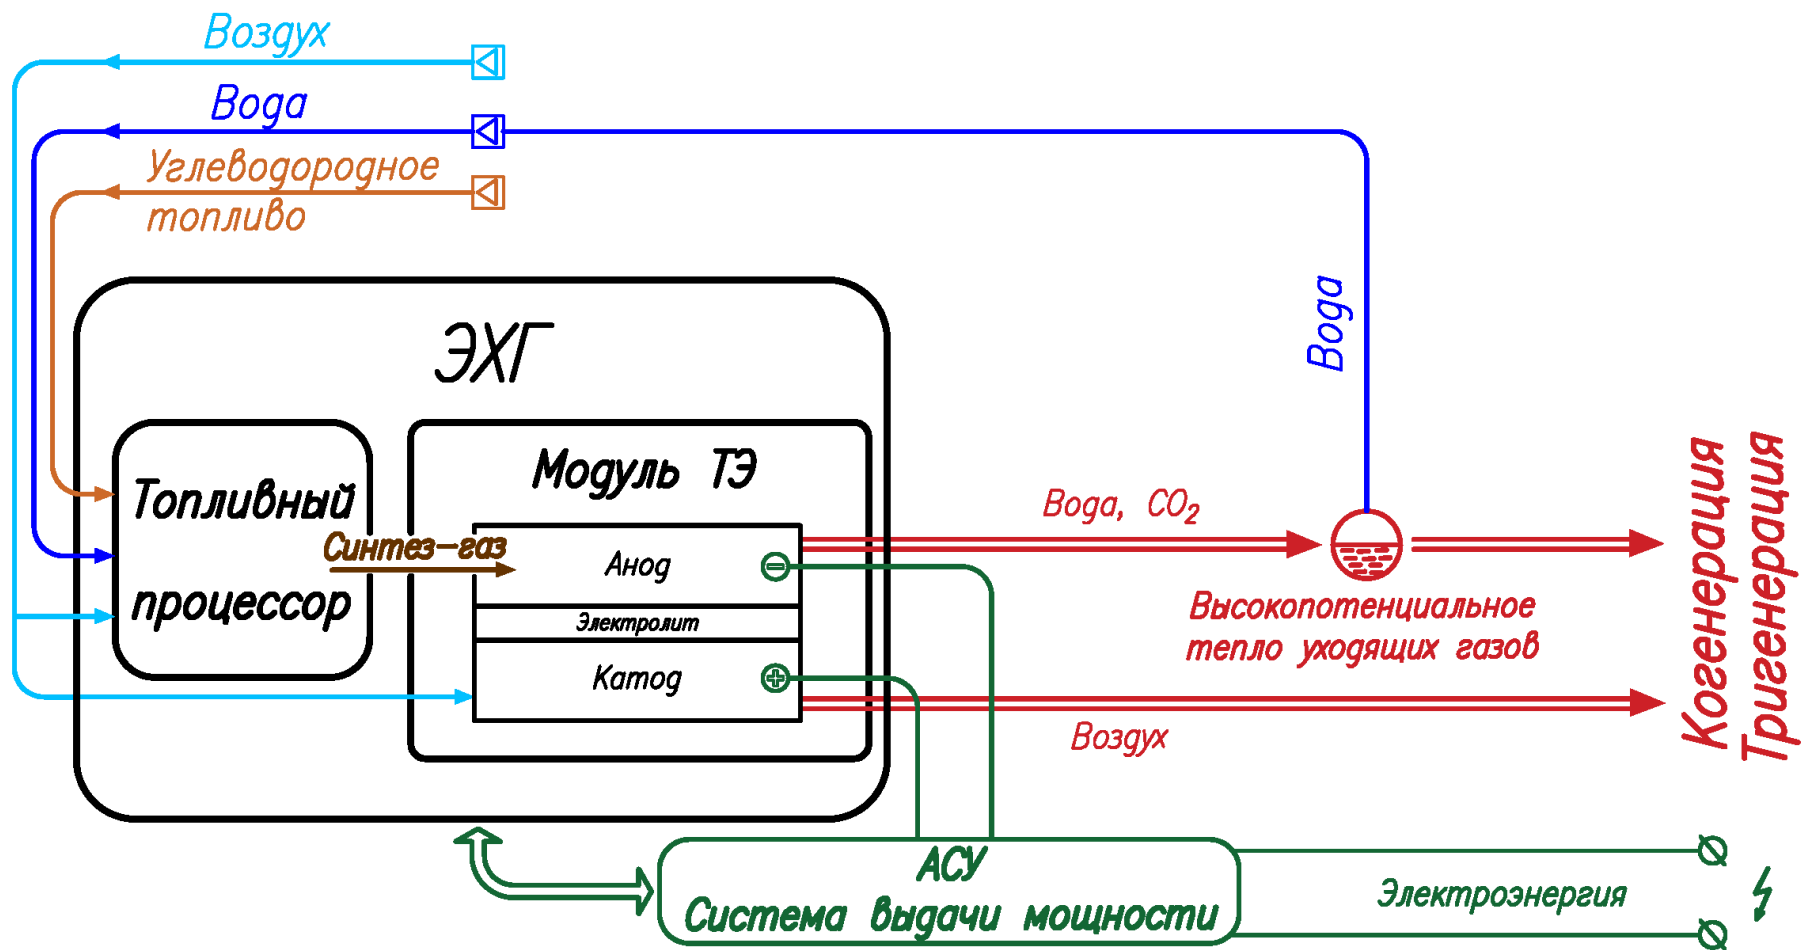 Воздух
Вода
Углеводородное
топливо
ЭХГ
Топливный
процессор
Синтез-газ
Модуль ТЭ
Анод
Электролит
Катод
Вода, CO₂
Вода
Высокопотенциальное
тепло уходящих газов
Воздух
Когенерация
Тригенерация
АСУ
Система выдачи мощности
Электроэнергия